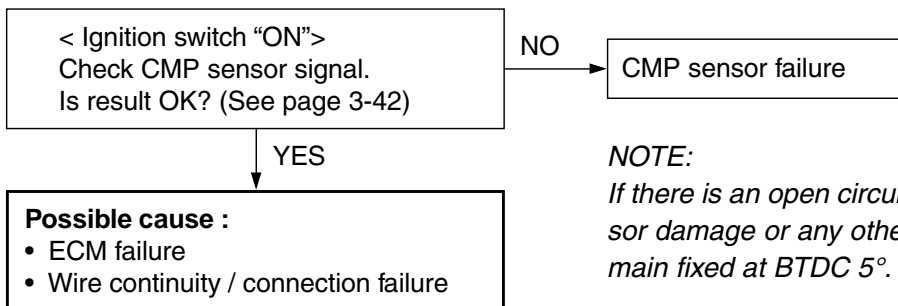 < Ignition switch “ON”>
Check CMP sensor signal.
Is result OK? (See page 3-42)
NO
CMP sensor failure
YES
Possible cause :
• ECM failure
• Wire continuity / connection failure
NOTE:
If there is an open
sor damage or any
main fixed at BTDC 5°.